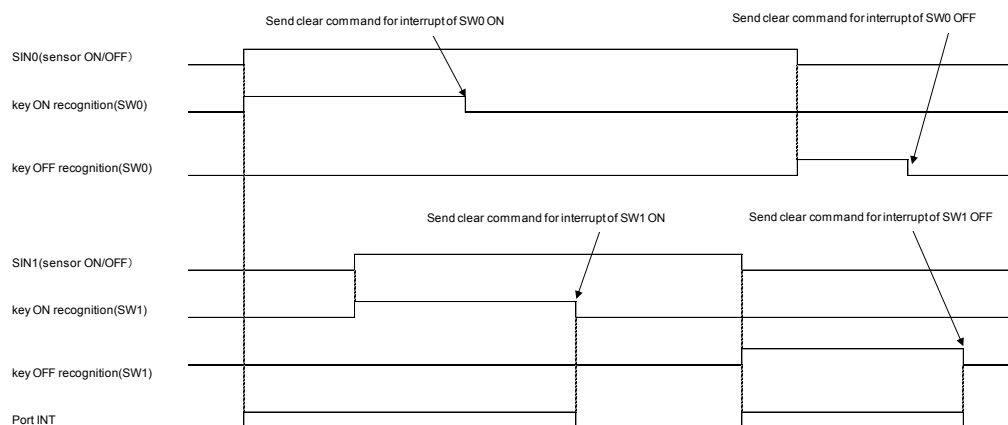 Send clear command for interrupt of SW0 ON
Send clear command for interrupt of SW0 OFF
SIN0(sensor ON/OFF）
key ON recognition(SW0)
key OFF recognition(SW0)
Send clear command for interrupt of SW1 ON
Send clear command for interrupt of SW1 OFF
SIN1(sensor ON/OFF）
key ON recognition(SW1)
key OFF recognition(SW1)
Port INT